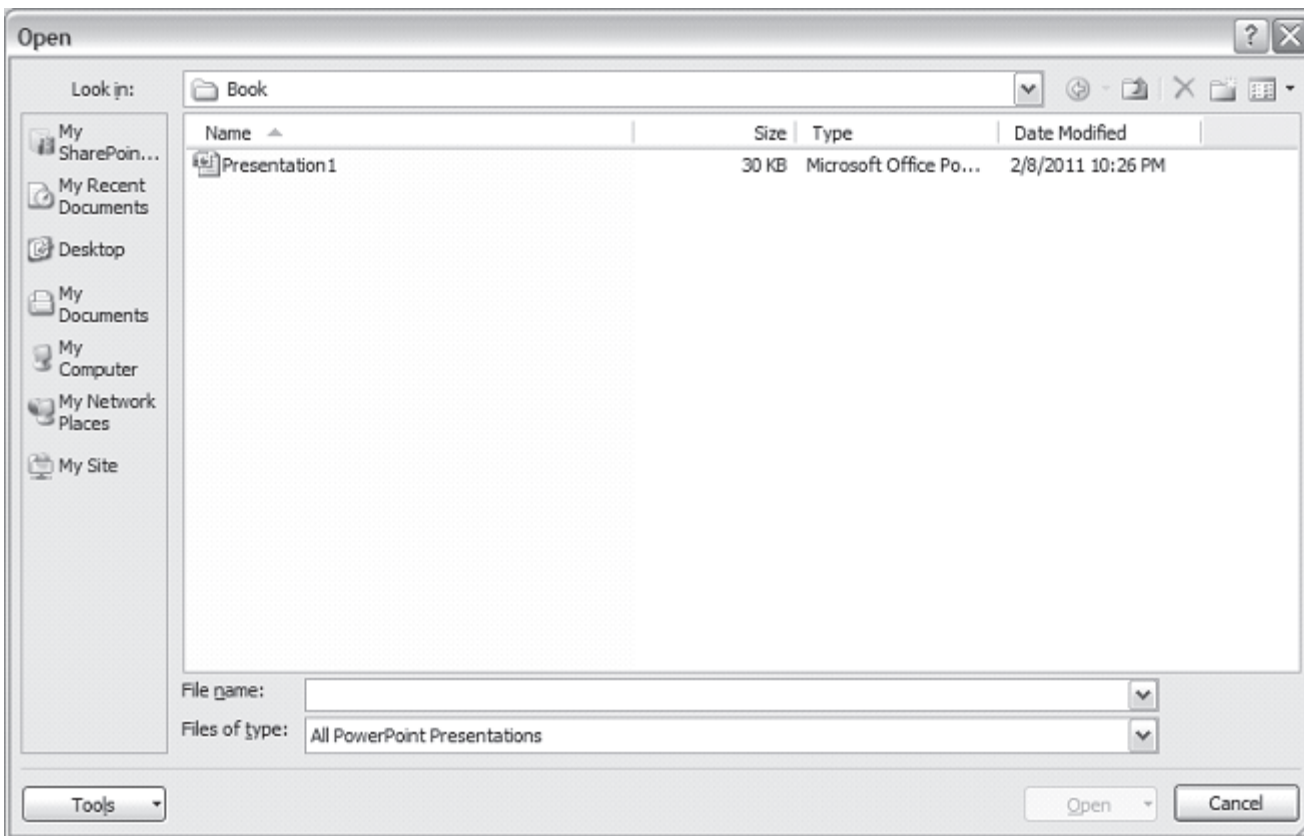 Open
Look in:
Book
My
SharePoin...
My Recent
Documents
Desktop
My
Documents
My
Computer
My Network
Places
My Site
Name Size Type Date Modified
Presentation1 30 KB Microsoft Office Po... 2/8/2011 10:26 PM
File name:
Files of type: All PowerPoint Presentations
Tools Open Cancel